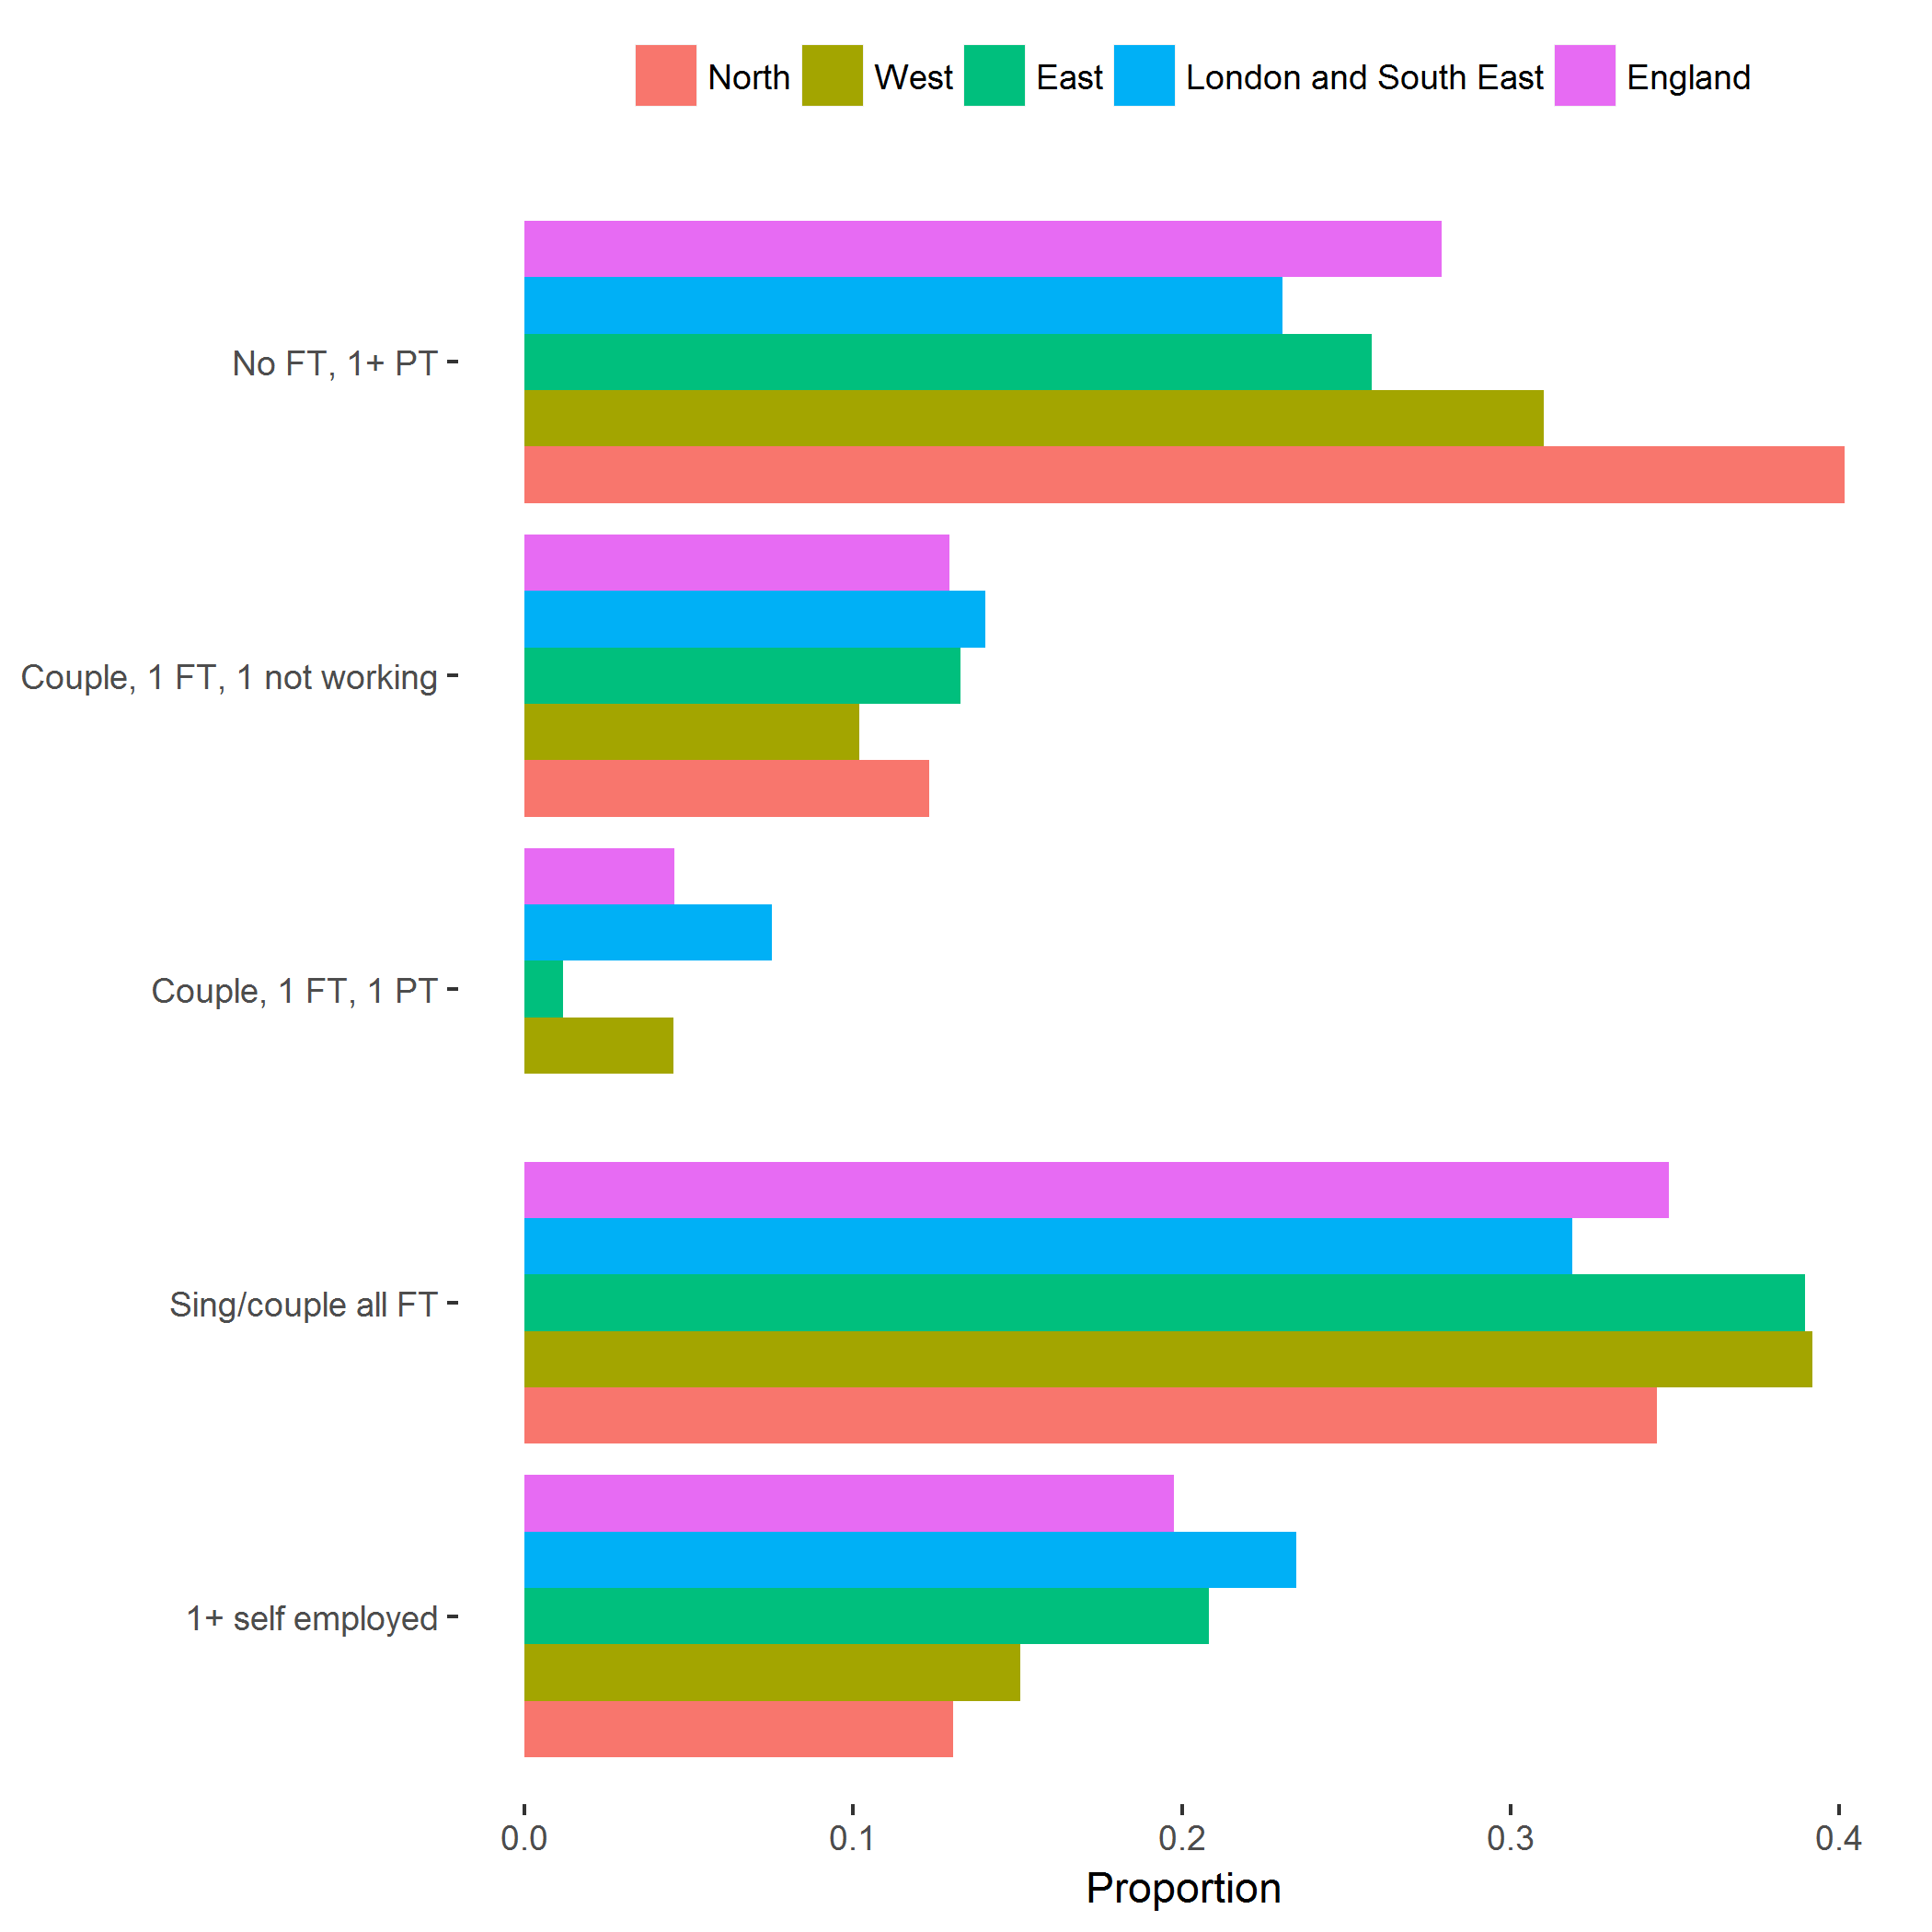 North West East London and South East England
No FT, 1+ PT
Couple, 1 FT, 1 not working
Couple, 1 FT, 1 PT
Sing/couple all FT
1+ self employed
0.0 0.1 0.2 0.3 0.4
Proportion